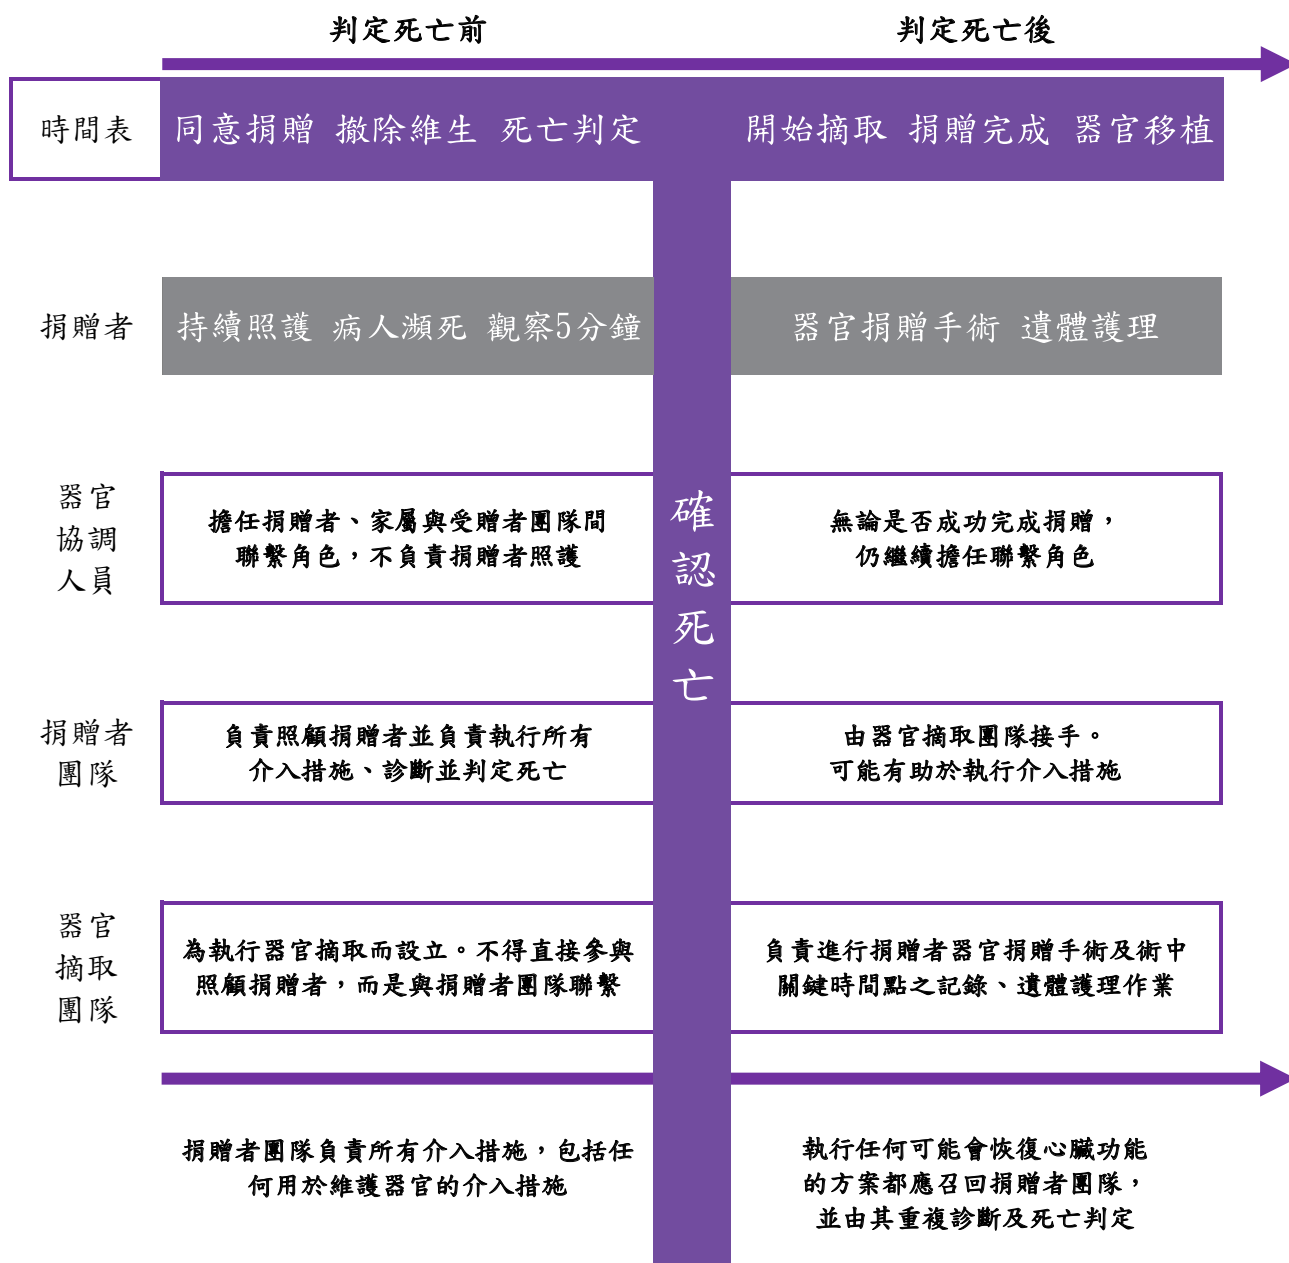 判定死亡前
判定死亡後
時間表
同意捐贈 撤除維生 死亡判定
開始摘取 捐贈完成 器官移植
捐贈者
持續照護 病人瀕死 觀察5分鐘
器官捐贈手術 遺體護理
確
認
死
亡
器官
協調
人員
擔任捐贈者、家屬與受贈者團隊間
聯繫角色，不負責捐贈者照護
無論是否成功完成捐贈，
仍繼續擔任聯繫角色
捐贈者
團隊
負責照顧捐贈者並負責執行所有
介入措施、診斷並判定死亡
由器官摘取團隊接手。
可能有助於執行介入措施
器官
摘取
團隊
為執行器官摘取而設立。不得直接參與
照顧捐贈者，而是與捐贈者團隊聯繫
負責進行捐贈者器官捐贈手術及術中
關鍵時間點之記錄、遺體護理作業
捐贈者團隊負責所有介入措施，包括任
何用於維護器官的介入措施
執行任何可能會恢復心臟功能
的方案都應召回捐贈者團隊，
並由其重複診斷及死亡判定